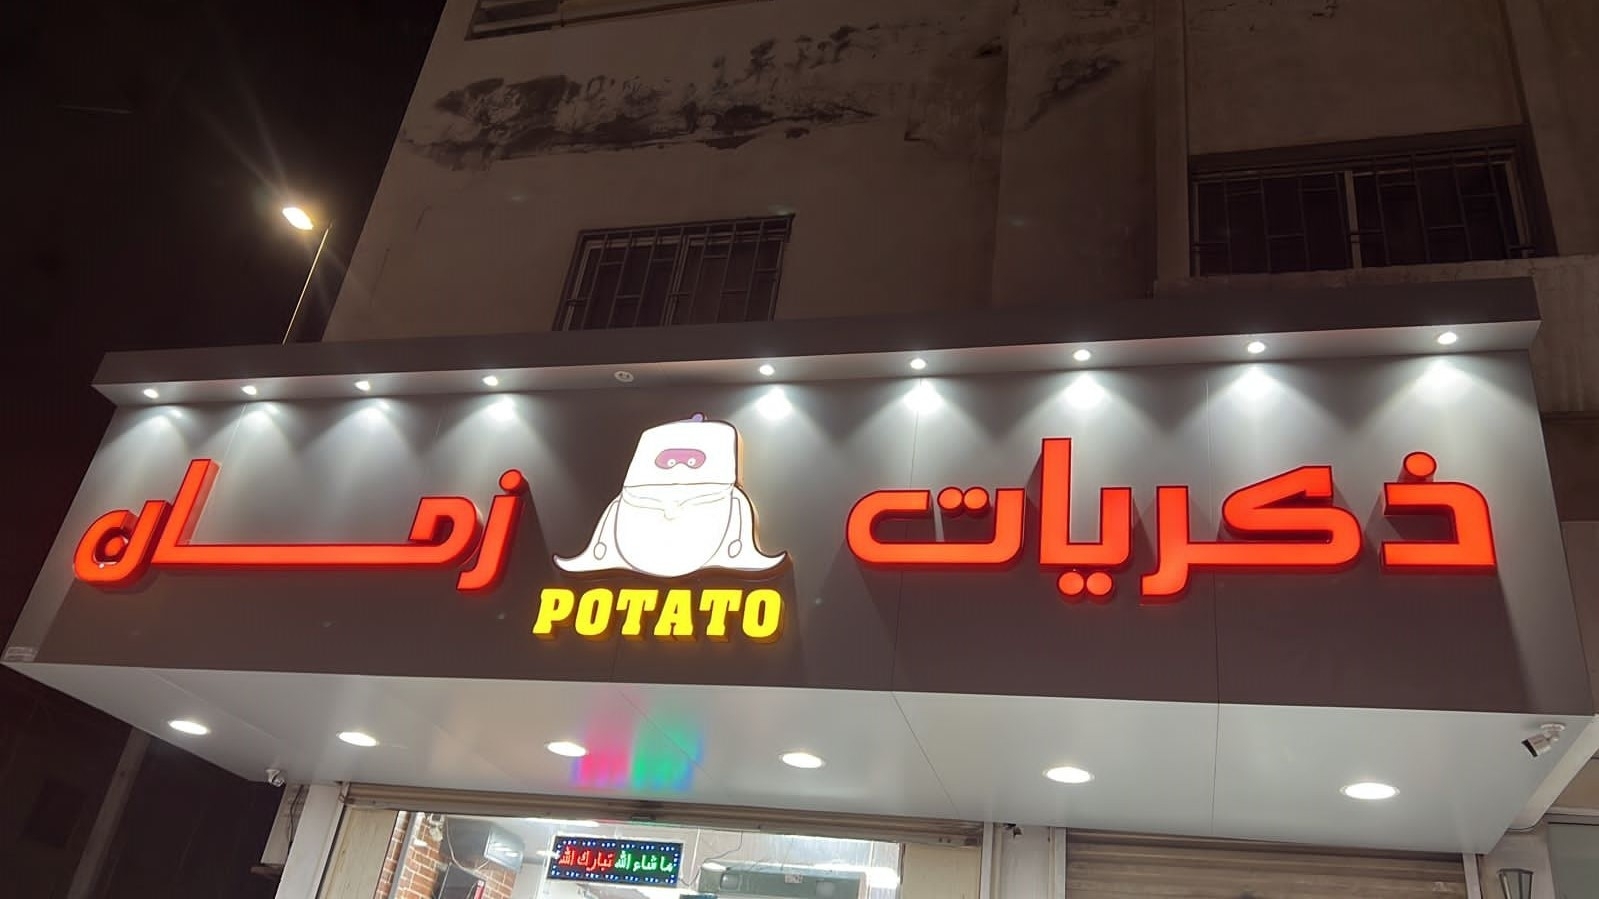 ذكريات زمان
POTATO
ما شاء الله تبارك الله